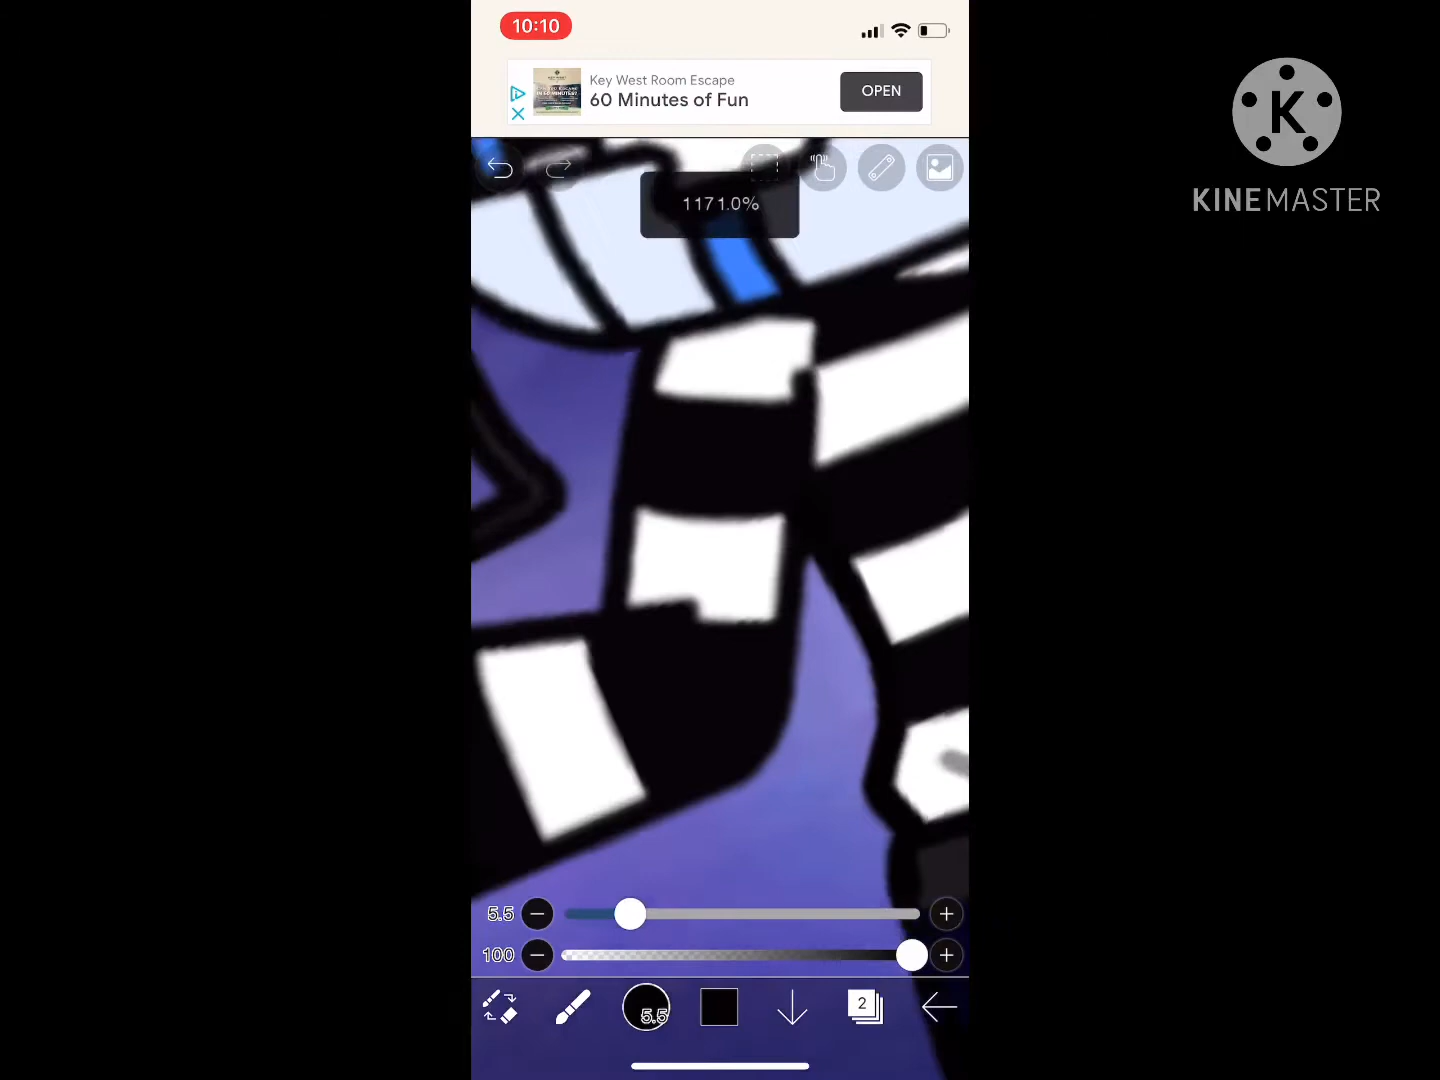 10:10
Key West Room Escape
60 Minutes of Fun
OPEN
K
KINEMASTER
1171.0%
5.5
100
5.5
2